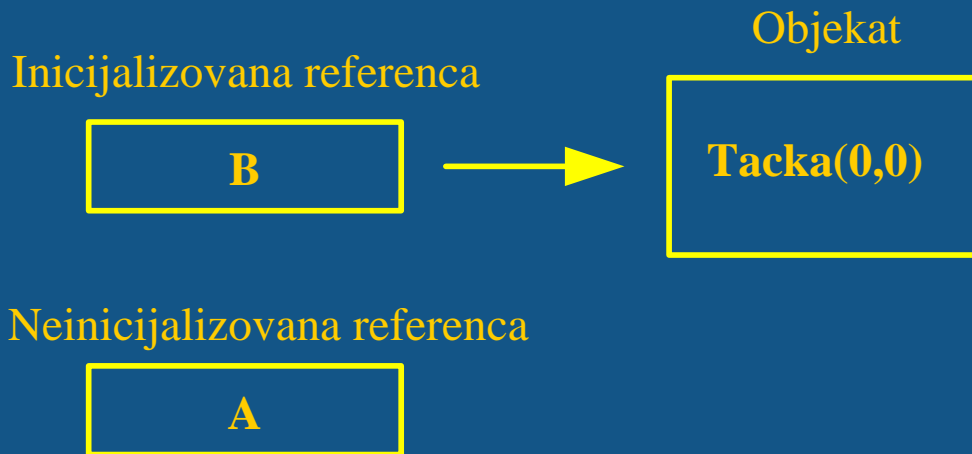 Objekat
Inicijalizovana referenca
B
Tacka(0,0)
Neinicijalizovana referenca
A